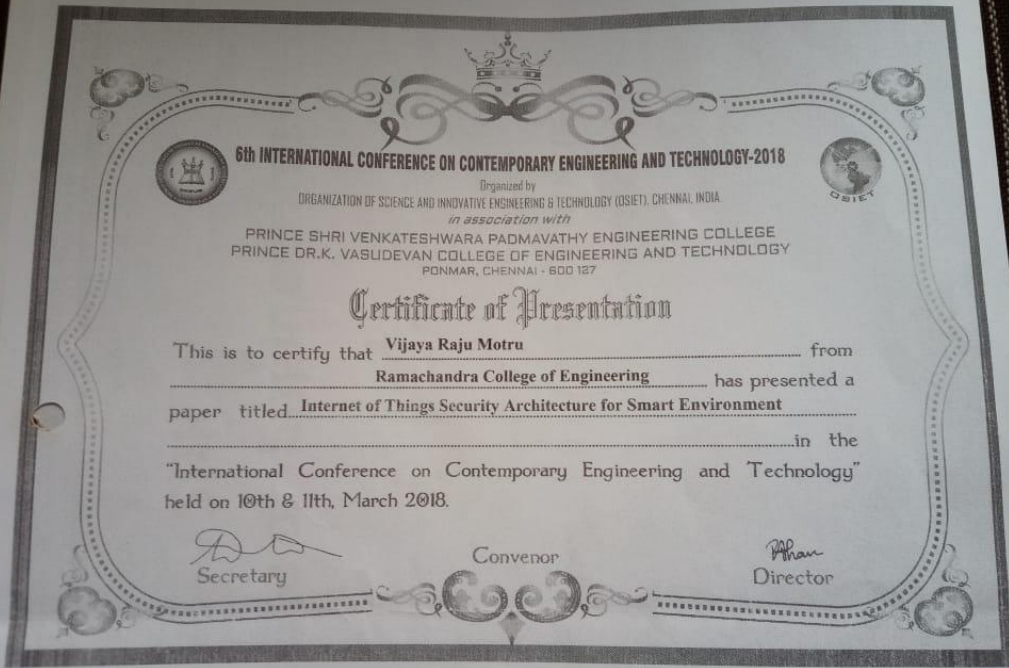 6th INTERNATIONAL CONFERENCE ON CONTEMPORARY ENGINEERING AND TECHNOLOGY-2018
Organized by
ORGANIZATION OF SCIENCE AND INNOVATIVE ENGINEERING & TECHNOLOGY (OSIET), CHENNAI, INDIA
OSIET
in association with
PRINCE SHRI VENKATESHWARA PADMAVATHY ENGINEERING COLLEGE
PRINCE DR.K. VASUDEVAN COLLEGE OF ENGINEERING AND TECHNOLOGY
PONMAR, CHENNAI - 600 127
Certificate of Presentation
This is to certify that Vijaya Raju Motru from
Ramachandra College of Engineering has presented a
paper titled Internet of Things Security Architecture for Smart Environment
in the
"International Conference on Contemporary Engineering and Technology"
held on 10th & 11th, March 2018.
Secretary
Convenor
Director